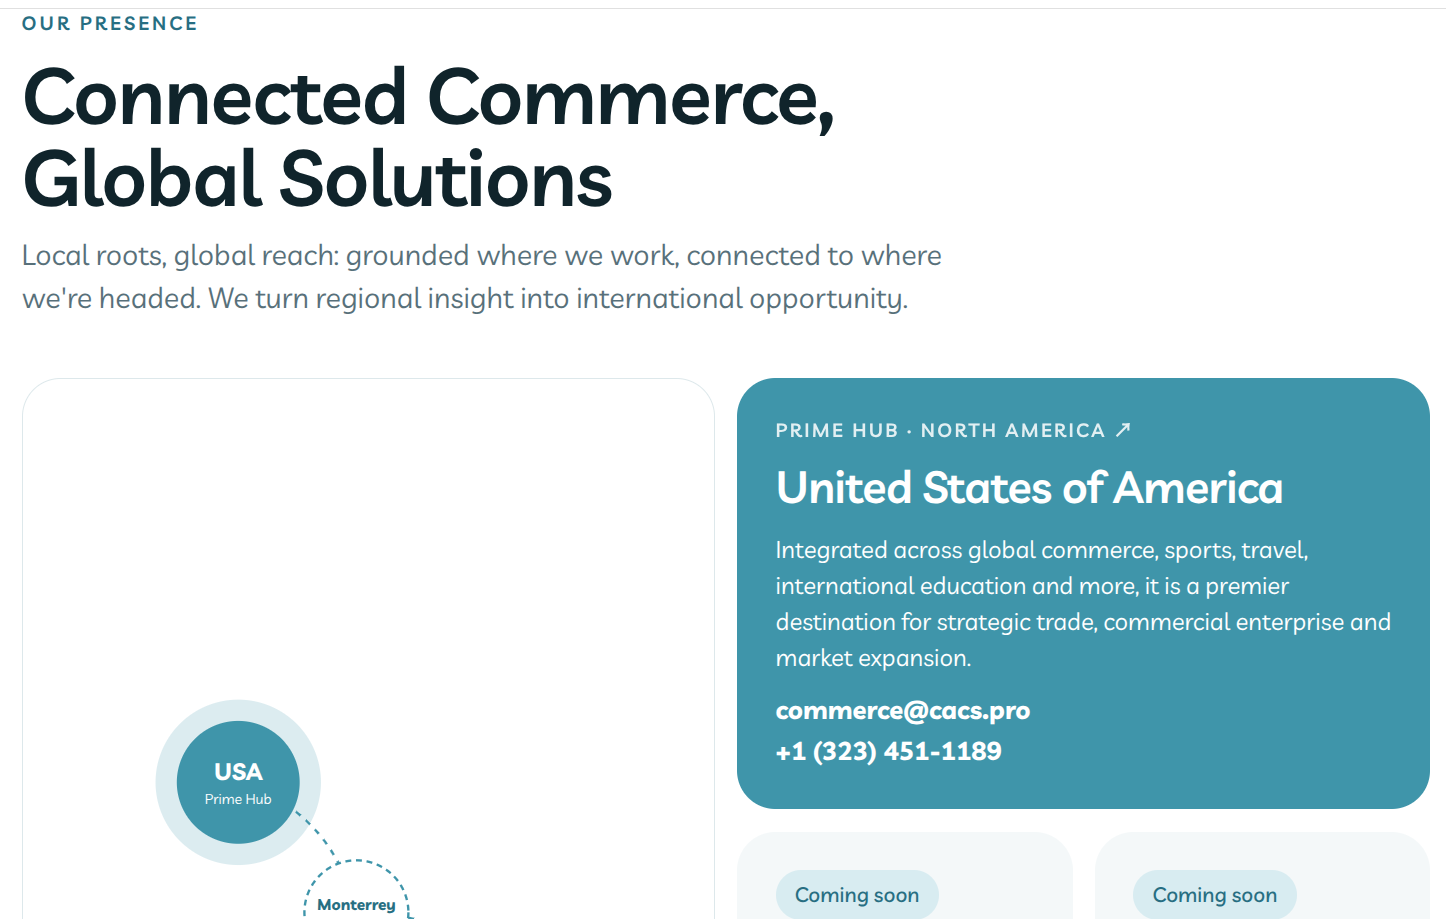 OUR PRESENCE
Connected Commerce,
Global Solutions
Local roots, global reach: grounded where we work, connected to where
we're headed. We turn regional insight into international opportunity.
PRIME HUB · NORTH AMERICA ↗
United States of America
Integrated across global commerce, sports, travel,
international education and more, it is a premier
destination for strategic trade, commercial enterprise and
market expansion.
commerce@cacs.pro
+1 (323) 451-1189
USA
Prime Hub
Monterrey
Coming soon
Coming soon